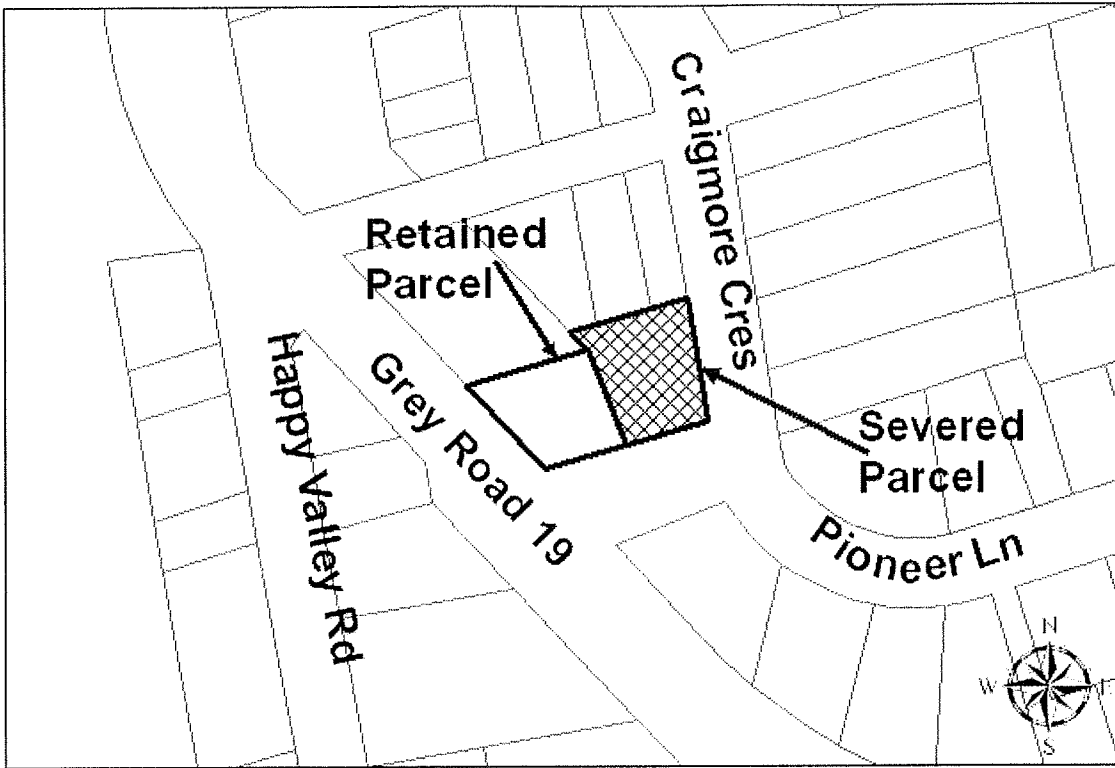 Craigmore Cres
Retained
Parcel
Happy Valley Rd
Grey Road 19
Severed
Parcel
Pioneer Ln
N
W
E
S